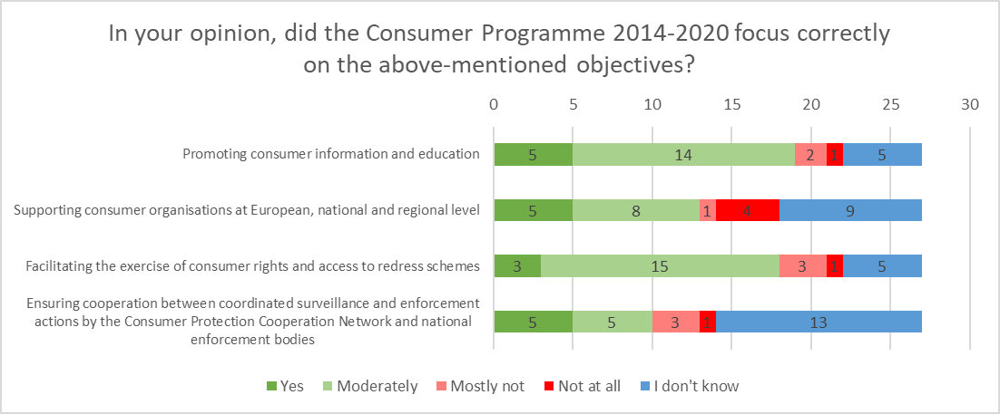 In your opinion, did the Consumer Programme 2014-2020 focus correctly
on the above-mentioned objectives?
0 5 10 15 20 25 30
Promoting consumer information and education
5 14 2 1 5
Supporting consumer organisations at European, national and regional level
5 8 1 4 9
Facilitating the exercise of consumer rights and access to redress schemes
3 15 3 1 5
Ensuring cooperation between coordinated surveillance and enforcement
actions by the Consumer Protection Cooperation Network and national
enforcement bodies
5 5 3 1 13
Yes Moderately Mostly not Not at all I don't know